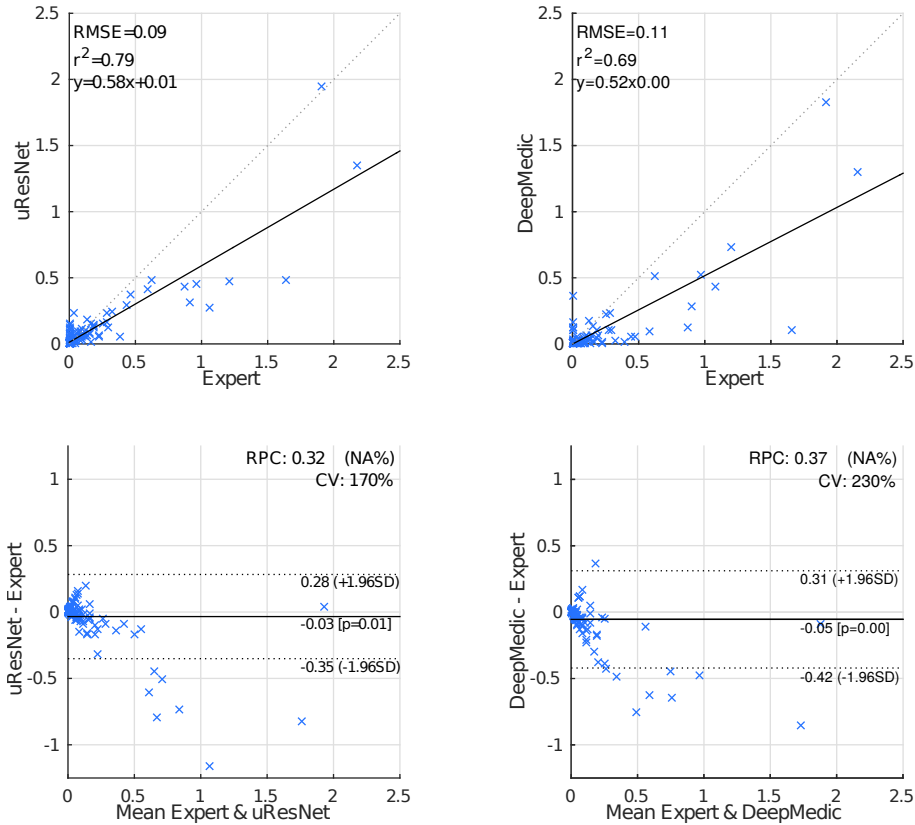 RMSE=0.09
r²=0.79
y=0.58x+0.01
uResNet
2.5
2
1.5
1
0.5
0
0 0.5 1 1.5 2 2.5
Expert
RMSE=0.11
r²=0.69
y=0.52x0.00
DeepMedic
2.5
2
1.5
1
0.5
0
0 0.5 1 1.5 2 2.5
Expert
RPC: 0.32 (NA%)
CV: 170%
uResNet - Expert
1
0.5
0
-0.5
-1
0.28 (+1.96SD)
-0.03 [p=0.01]
-0.35 (-1.96SD)
0 0.5 1 1.5 2 2.5
Mean Expert & uResNet
RPC: 0.37 (NA%)
CV: 230%
DeepMedic - Expert
1
0.5
0
-0.5
-1
0.31 (+1.96SD)
-0.05 [p=0.00]
-0.42 (-1.96SD)
0 0.5 1 1.5 2 2.5
Mean Expert & DeepMedic